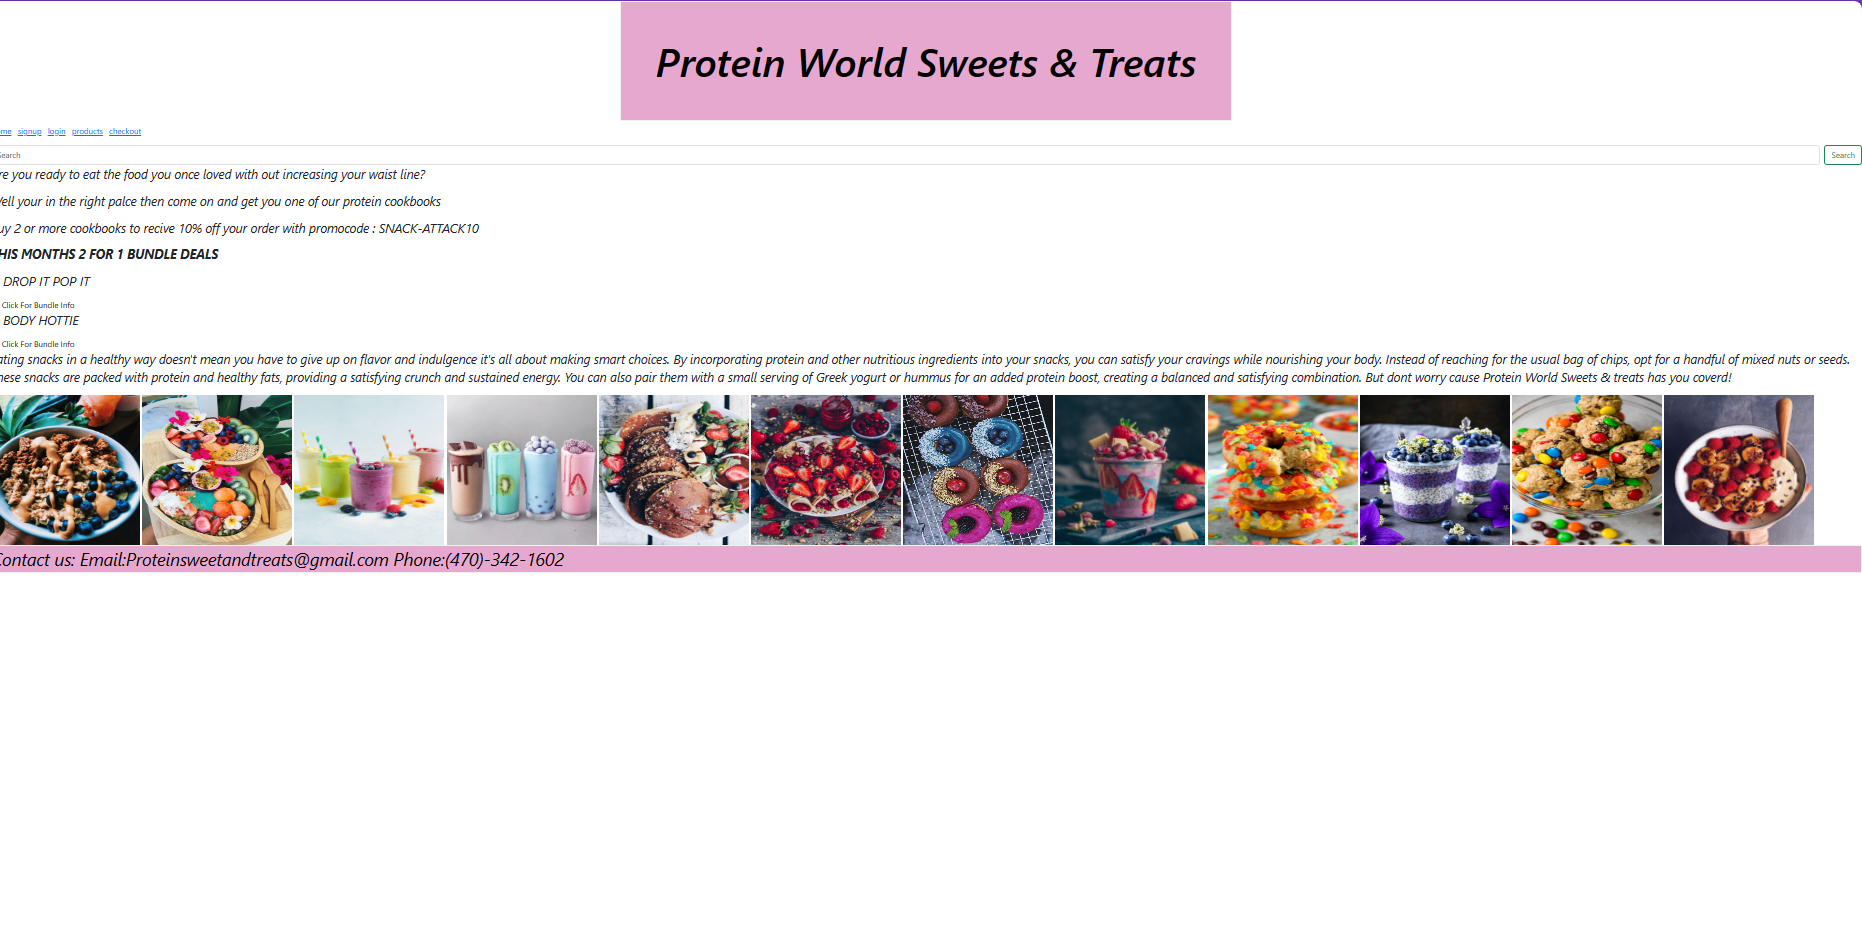 Protein World Sweets & Treats
me signup login products checkout
Search Search
re you ready to eat the food you once loved with out increasing your waist line?
ell your in the right palce then come on and get you one of our protein cookbooks
uy 2 or more cookbooks to recive 10% off your order with promocode : SNACK-ATTACK10
HIS MONTHS 2 FOR 1 BUNDLE DEALS
DROP IT POP IT
Click For Bundle Info
BODY HOTTIE
Click For Bundle Info
ating snacks in a healthy way doesn't mean you have to give up on flavor and indulgence it's all about making smart choices. By incorporating protein and other nutritious ingredients into your snacks, you can satisfy your cravings while nourishing your body. Instead of reaching for the usual bag of chips, opt for a handful of mixed nuts or seeds.
hese snacks are packed with protein and healthy fats, providing a satisfying crunch and sustained energy. You can also pair them with a small serving of Greek yogurt or hummus for an added protein boost, creating a balanced and satisfying combination. But dont worry cause Protein World Sweets & treats has you coverd!
Contact us: Email:Proteinsweetandtreats@gmail.com Phone:(470)-342-1602